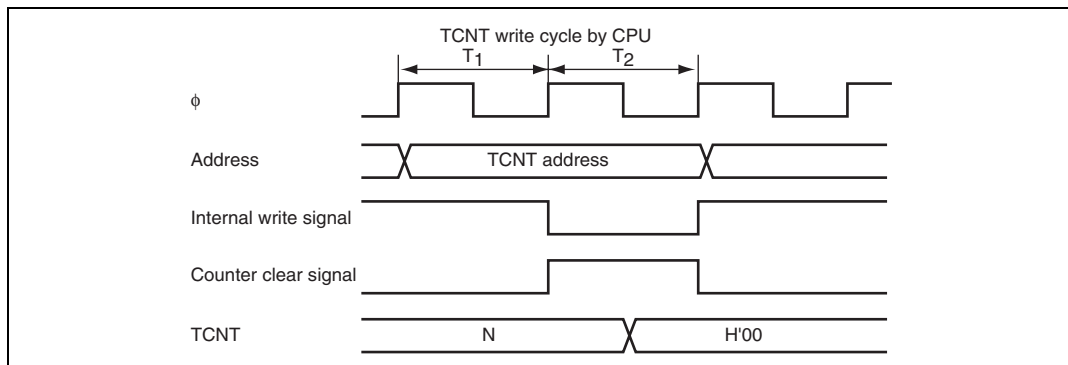 TCNT write cycle by CPU
T1 T2
φ
Address TCNT address
Internal write signal
Counter clear signal
TCNT N H'00